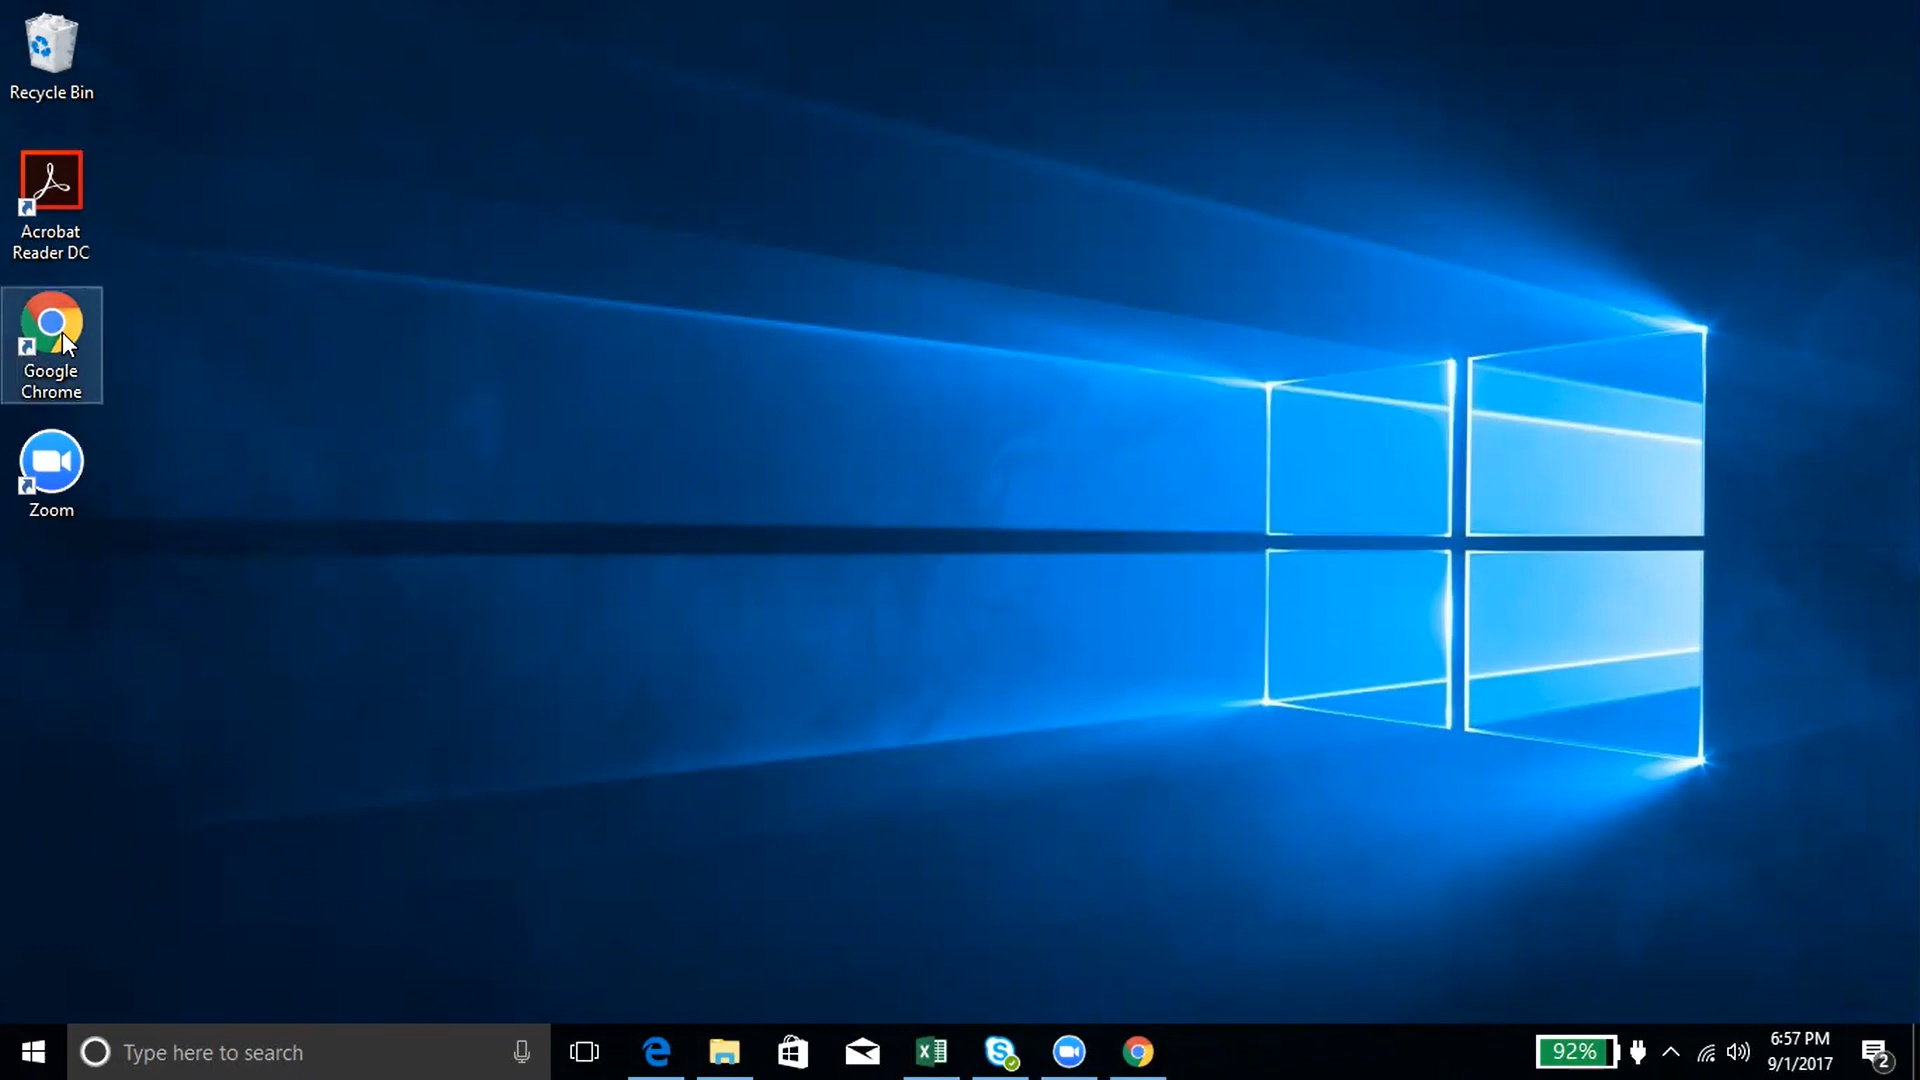 Recycle Bin
Acrobat
Reader DC
Google
Chrome
Zoom
Type here to search
92%
6:57 PM
9/1/2017
2